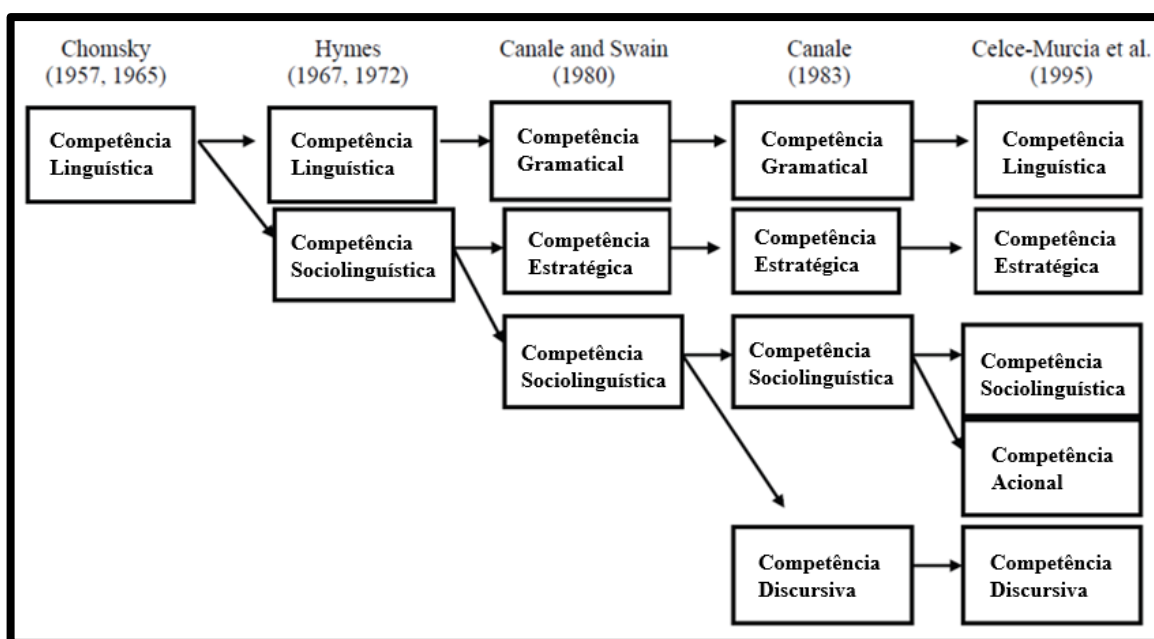 Chomsky
(1957, 1965)
Hymes
(1967, 1972)
Canale and Swain
(1980)
Canale
(1983)
Celce-Murcia et al.
(1995)
Competência
Linguística
Competência
Linguística
Competência
Gramatical
Competência
Gramatical
Competência
Linguística
Competência
Sociolinguística
Competência
Estratégica
Competência
Estratégica
Competência
Estratégica
Competência
Sociolinguística
Competência
Sociolinguística
Competência
Sociolinguística
Competência
Acional
Competência
Discursiva
Competência
Discursiva